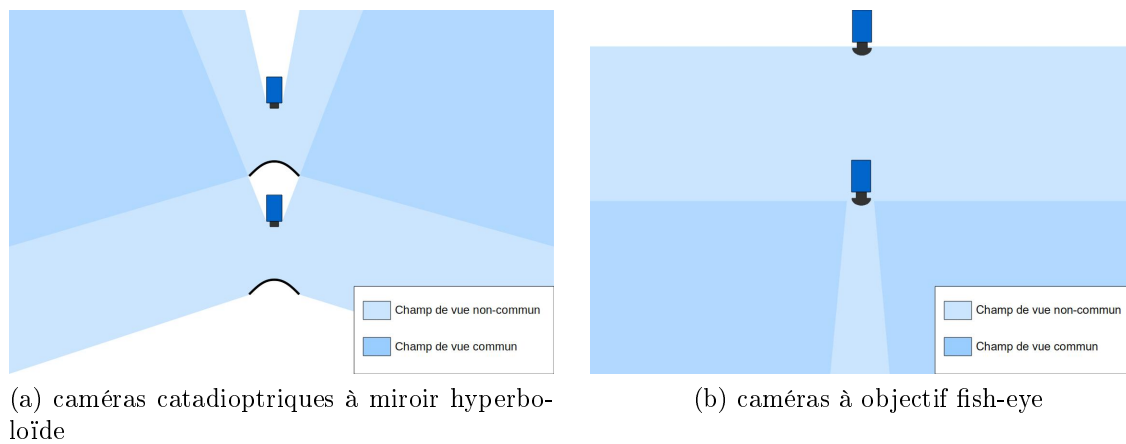 Champ de vue non-commun
Champ de vue commun
Champ de vue non-commun
Champ de vue commun
(a) caméras catadioptriques à miroir hyperbo-
loïde
(b) caméras à objectif fish-eye